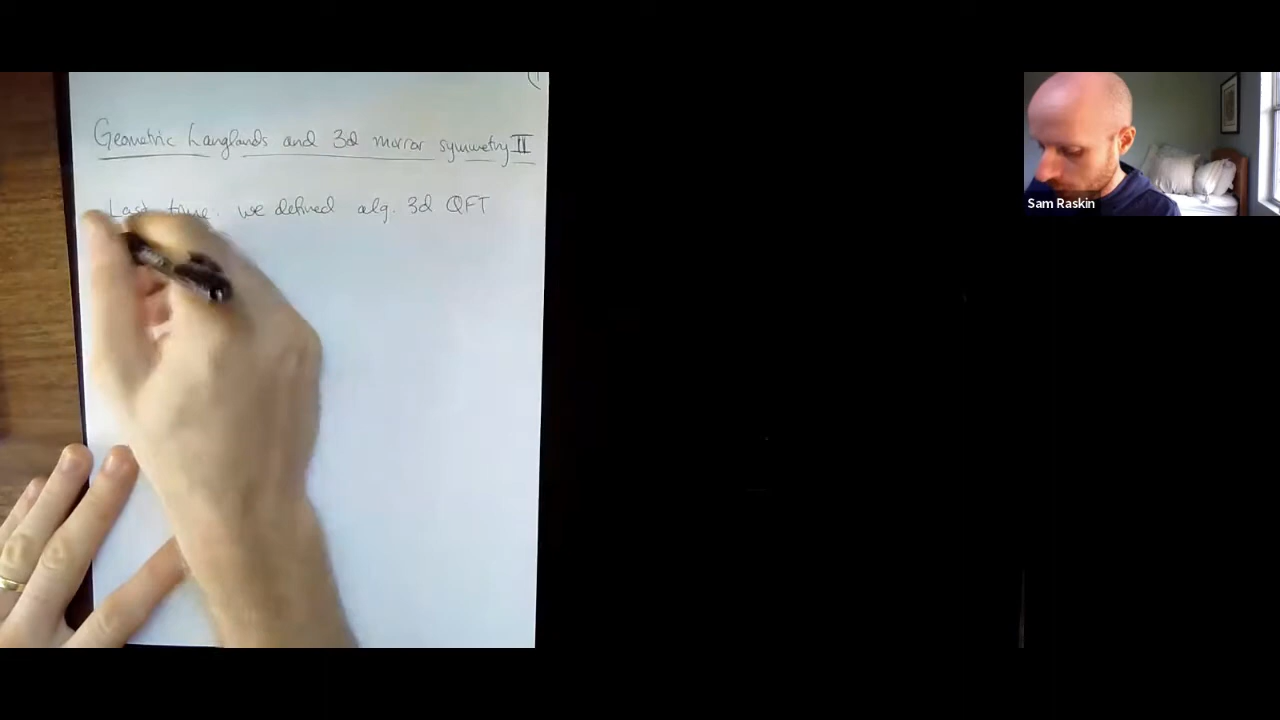 Geometric Langlands and 3d mirror symmetry II
Last time, we defined alg. 3d QFT
Sam Raskin